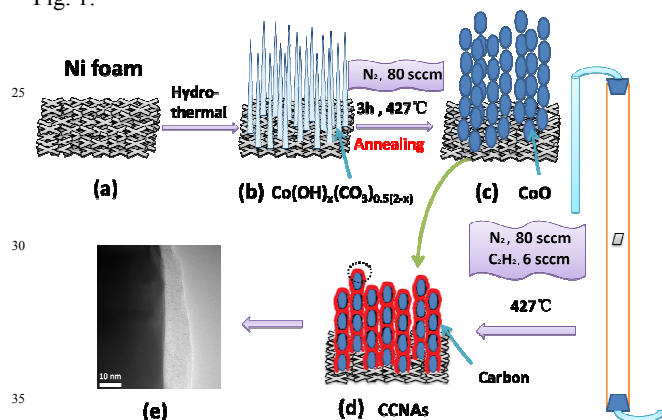 Fig. 1.
25
Ni foam
Hydro-
thermal
N₂, 80 sccm
3h , 427℃
Annealing
(a)
(b) Co(OH)ₓ(CO₃)₀.₅[₂₋ₓ)
(c) CoO
30
N₂, 80 sccm
C₂H₂, 6 sccm
427℃
10 nm
Carbon
35
(e)
(d) CCNAs